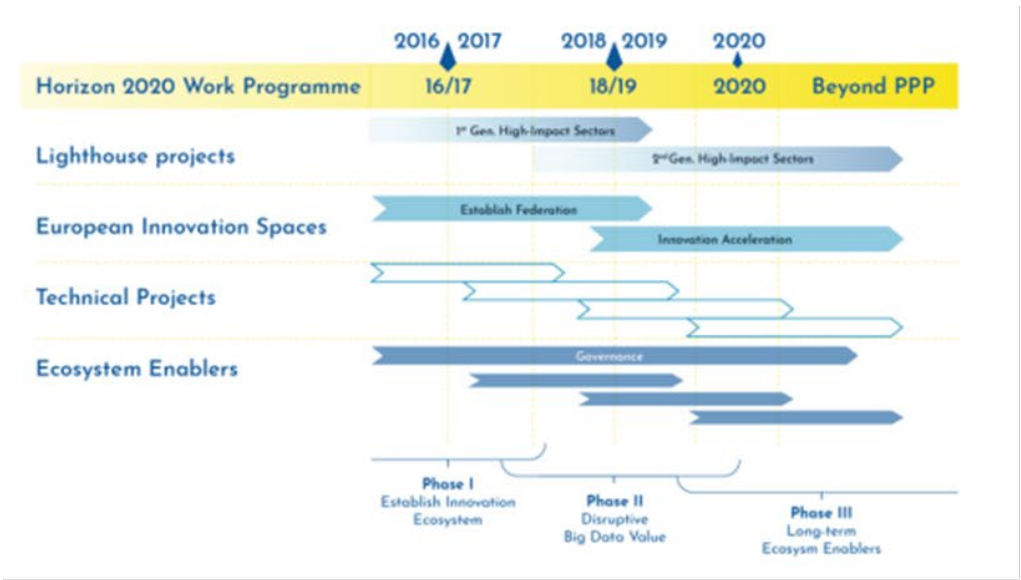 2016 2017 2018 2019 2020
Horizon 2020 Work Programme 16/17 18/19 2020 Beyond PPP
1st Gen. High-Impact Sectors
Lighthouse projects
2nd Gen. High-Impact Sectors
Establish Federation
European Innovation Spaces
Innovation Acceleration
Technical Projects
Governance
Ecosystem Enablers
Phase I
Establish Innovation
Ecosystem
Phase II
Disruptive
Big Data Value
Phase III
Long-term
Ecosysm Enablers